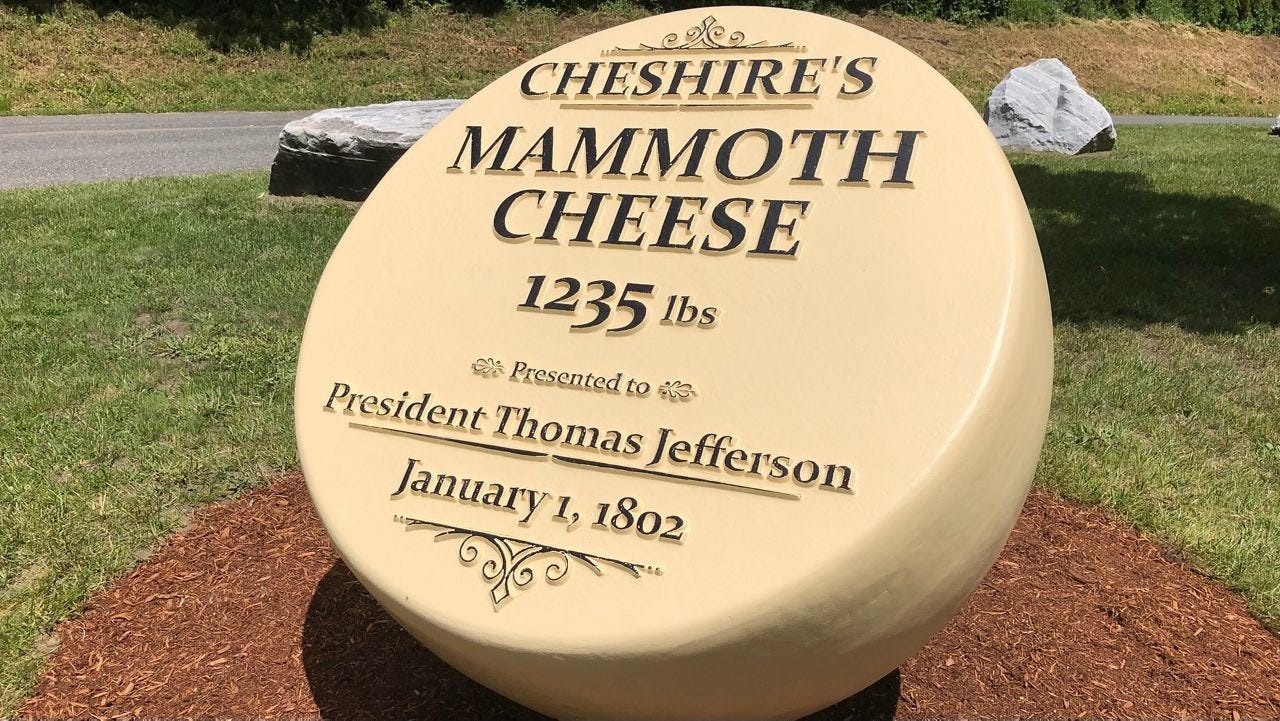 CHESHIRE'S
MAMMOTH
CHEESE
1235 lbs
Presented to
President Thomas Jefferson
January 1, 1802